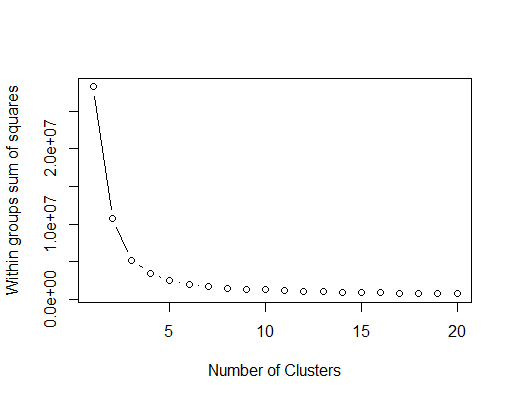 Within groups sum of squares
2.0e+07
1.0e+07
0.0e+00
5 10 15 20
Number of Clusters